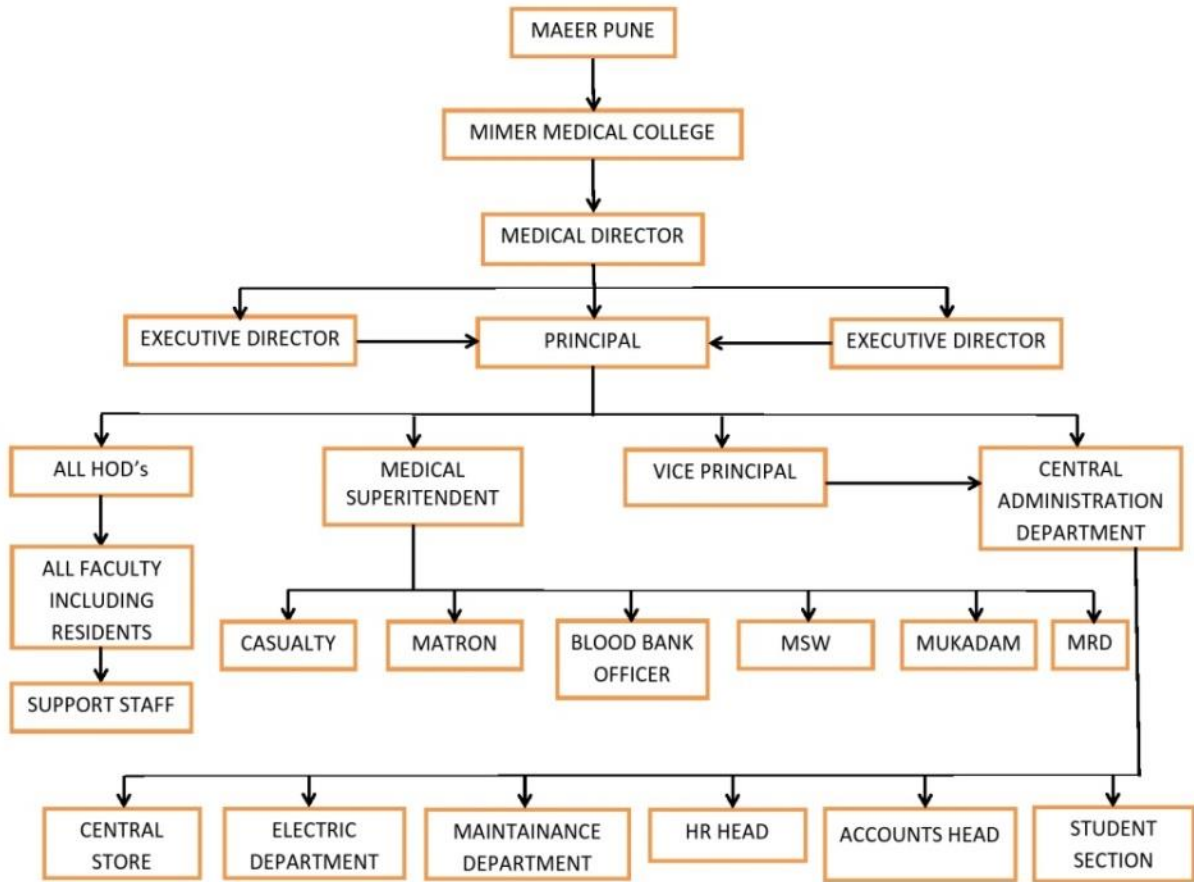 MAEER PUNE
MIMER MEDICAL COLLEGE
MEDICAL DIRECTOR
EXECUTIVE DIRECTOR
PRINCIPAL
EXECUTIVE DIRECTOR
ALL HOD's
MEDICAL
SUPERITENDENT
VICE PRINCIPAL
CENTRAL
ADMINISTRATION
DEPARTMENT
ALL FACULTY
INCLUDING
RESIDENTS
SUPPORT STAFF
CASUALTY
MATRON
BLOOD BANK
OFFICER
MSW
MUKADAM
MRD
CENTRAL
STORE
ELECTRIC
DEPARTMENT
MAINTAINANCE
DEPARTMENT
HR HEAD
ACCOUNTS HEAD
STUDENT
SECTION